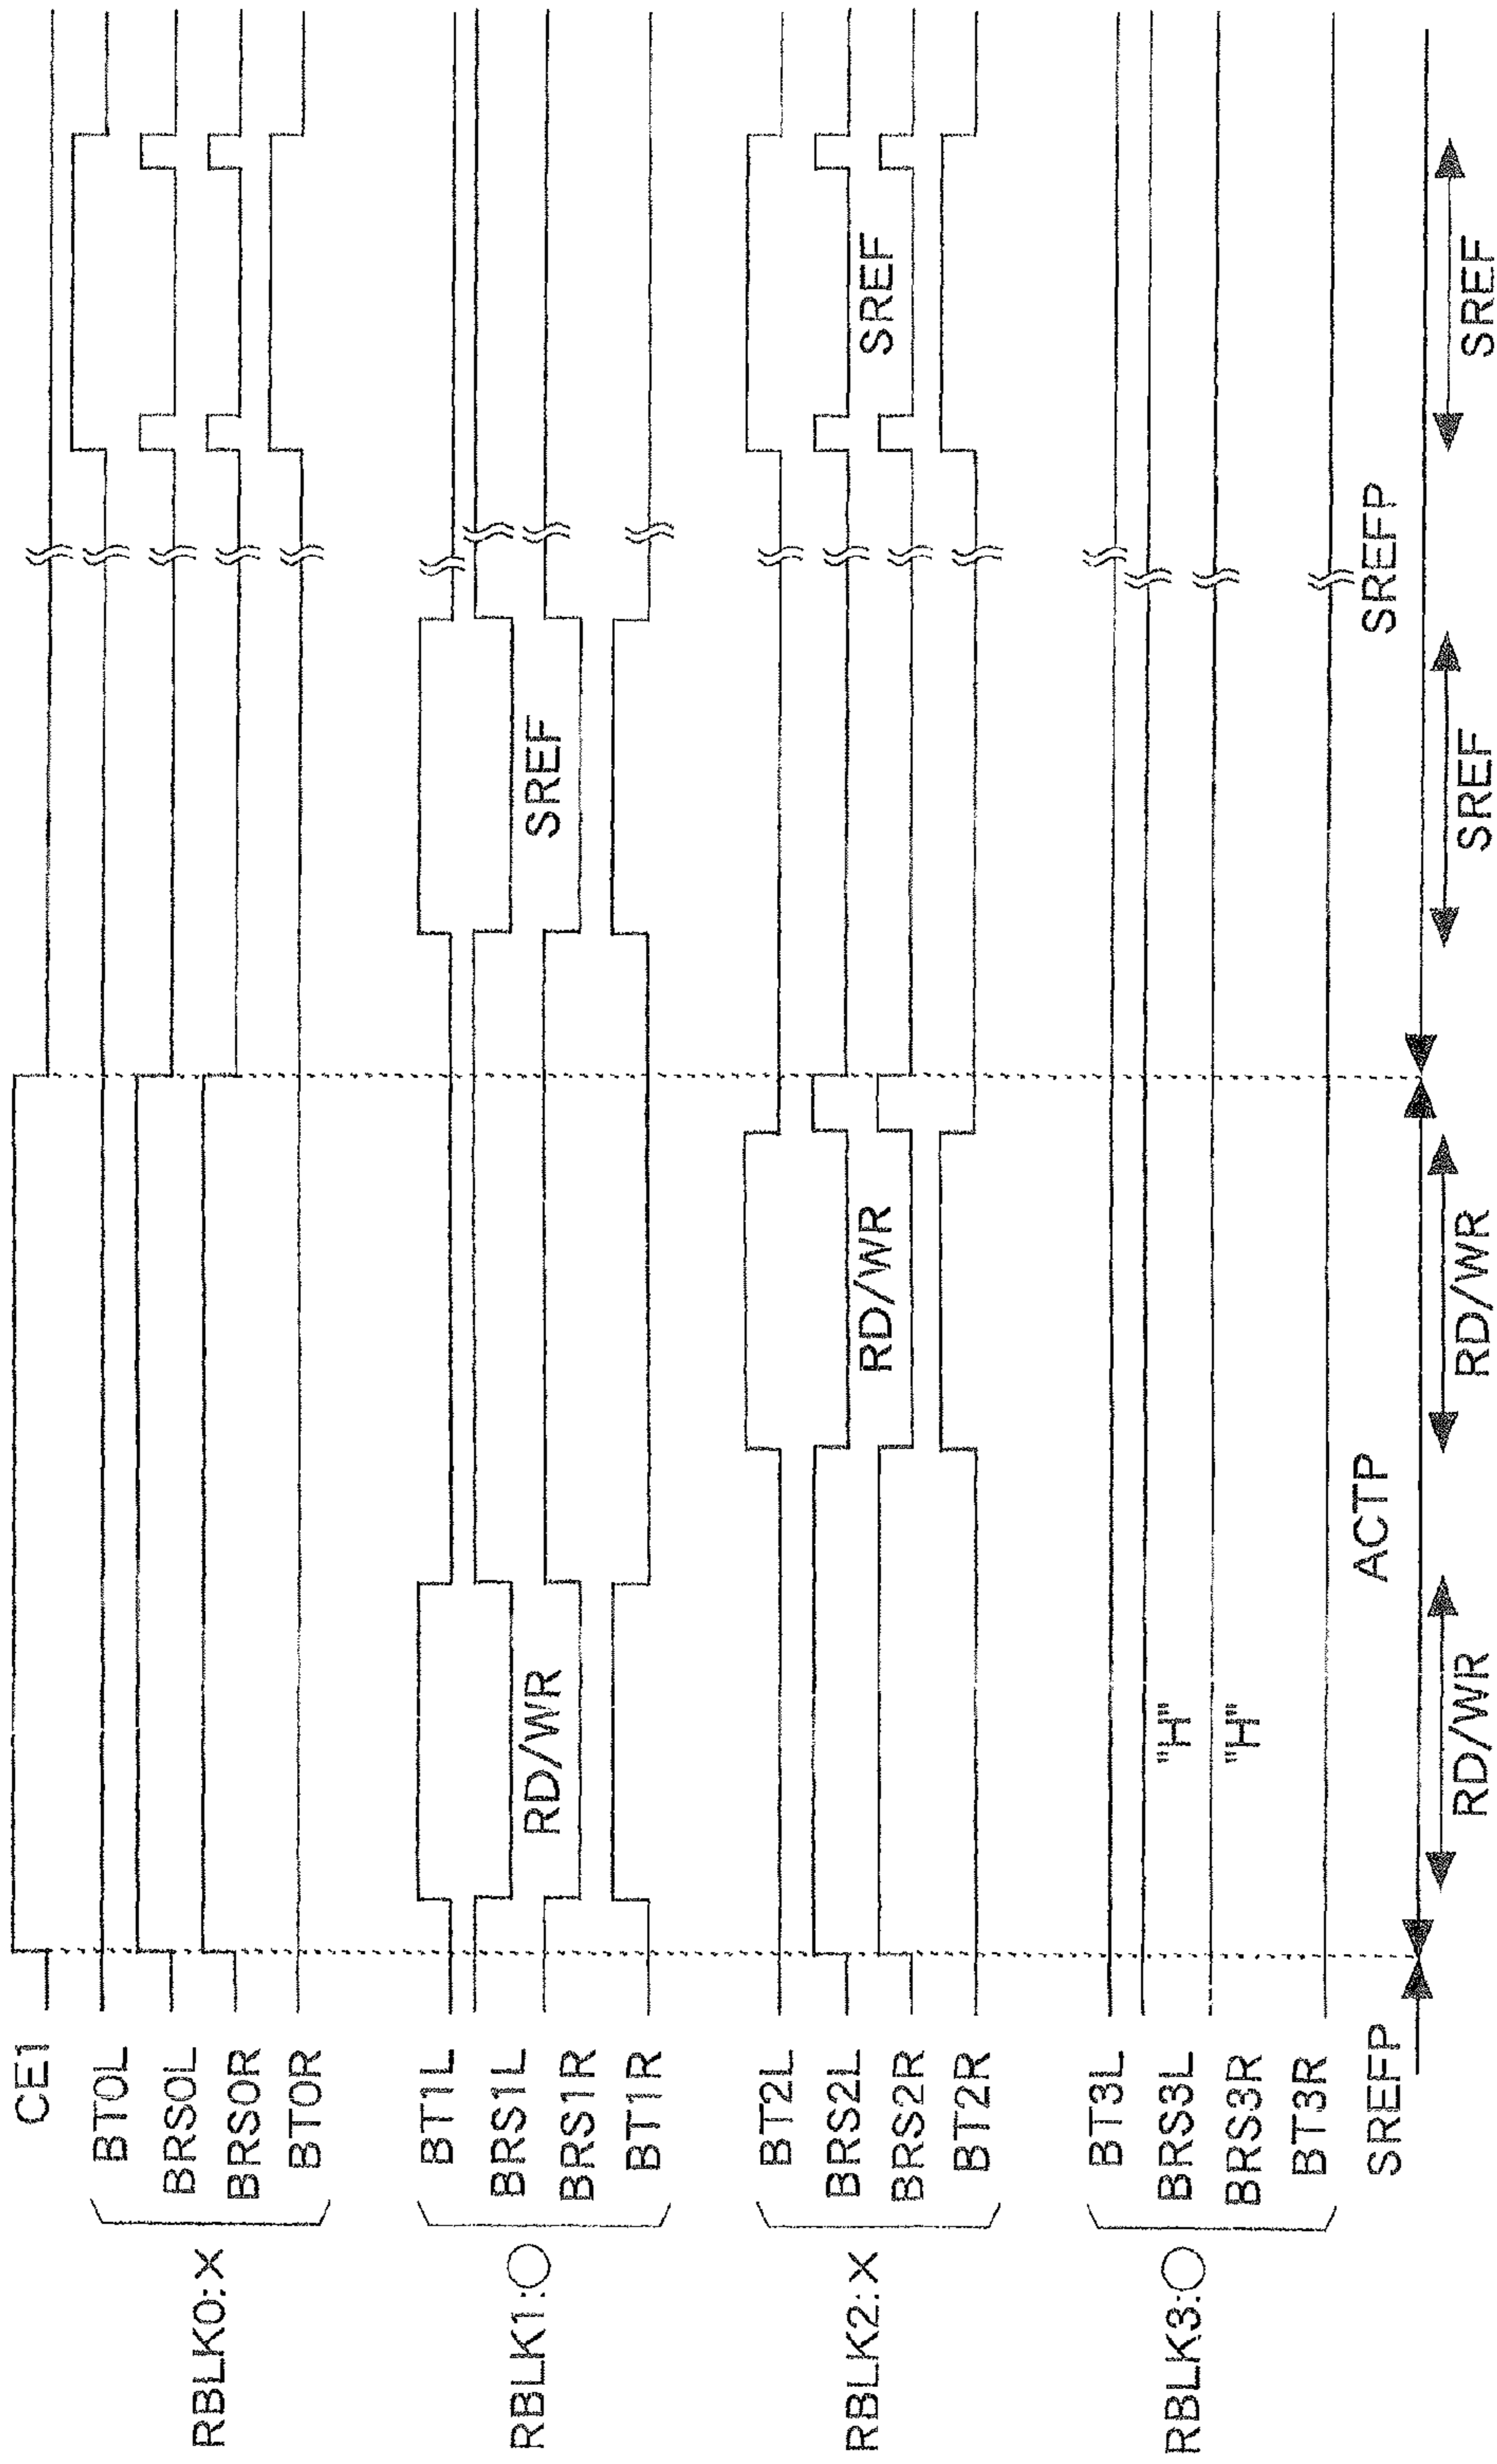 CE1
RBLK0:×
BT0L
BRS0L
BRS0R
BT0R
RBLK1:○
BT1L
BRS1L
RD/WR
SREF
BRS1R
BT1R
RBLK2:×
BT2L
BRS2L
RD/WR
SREF
BRS2R
BT2R
RBLK3:○
BT3L
BRS3L
"H"
BRS3R
"H"
BT3R
SREFP
ACTP
SREFP
RD/WR
RD/WR
SREF
SREF